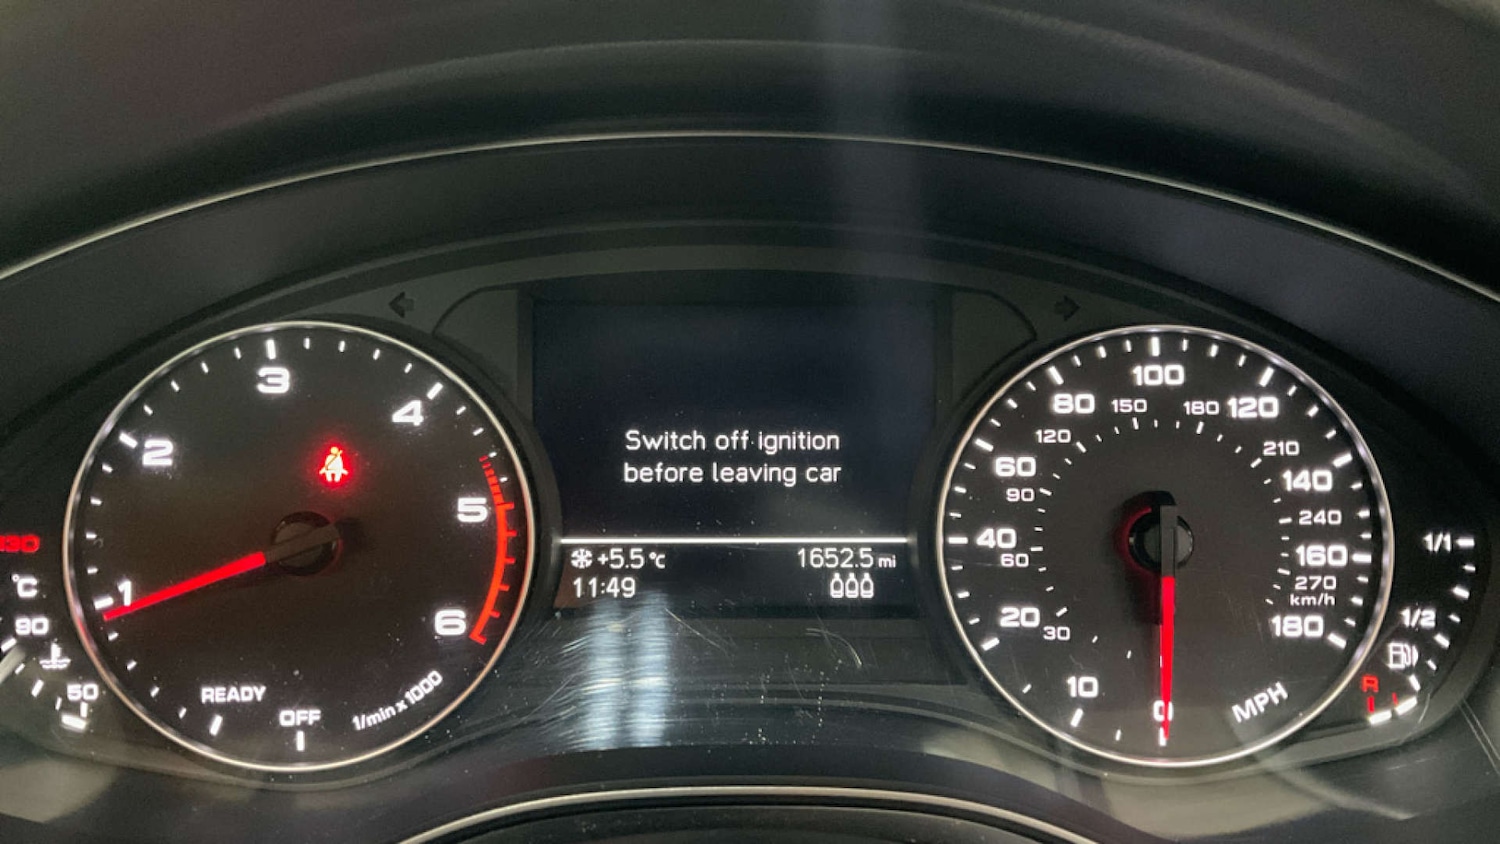 3
4
2
5
1
6
READY
OFF
1/min x 1000
130
°C
90
50
Switch off ignition
before leaving car
+5.5 °C
1652.5 mi
11:49
100
80
150
180
120
120
210
60
90
140
240
40
60
160
270
km/h
20
30
180
10
0
MPH
1/1
1/2
R